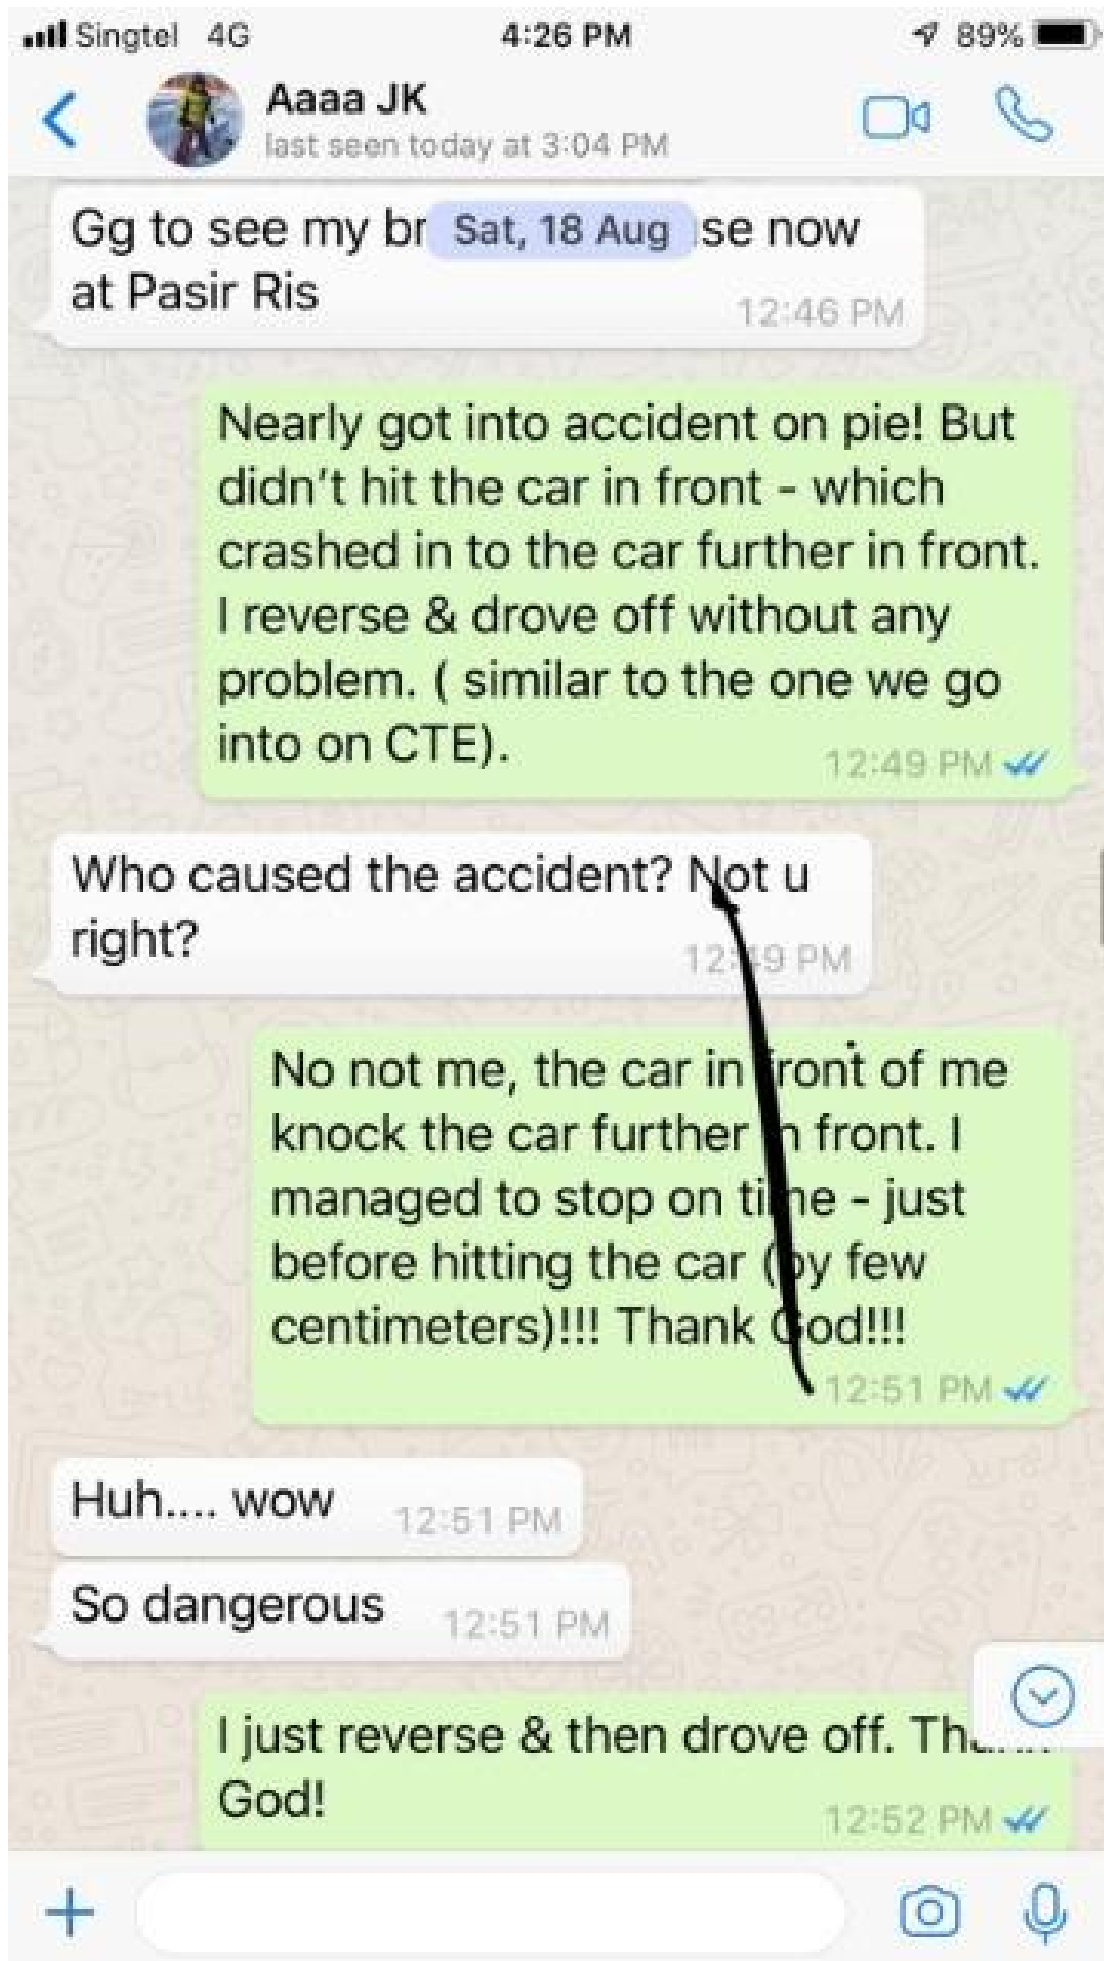 Singtel 4G 4:26 PM 89%
Aaaa JK
last seen today at 3:04 PM
Sat, 18 Aug
Gg to see my br se now
at Pasir Ris
12:46 PM
Nearly got into accident on pie! But
didn't hit the car in front - which
crashed in to the car further in front.
I reverse & drove off without any
problem. ( similar to the one we go
into on CTE).
12:49 PM
Who caused the accident? Not u
right?
12:49 PM
No not me, the car in front of me
knock the car further in front. I
managed to stop on time - just
before hitting the car (by few
centimeters)!!! Thank God!!!
12:51 PM
Huh.... wow
12:51 PM
So dangerous
12:51 PM
I just reverse & then drove off.
God!
12:52 PM